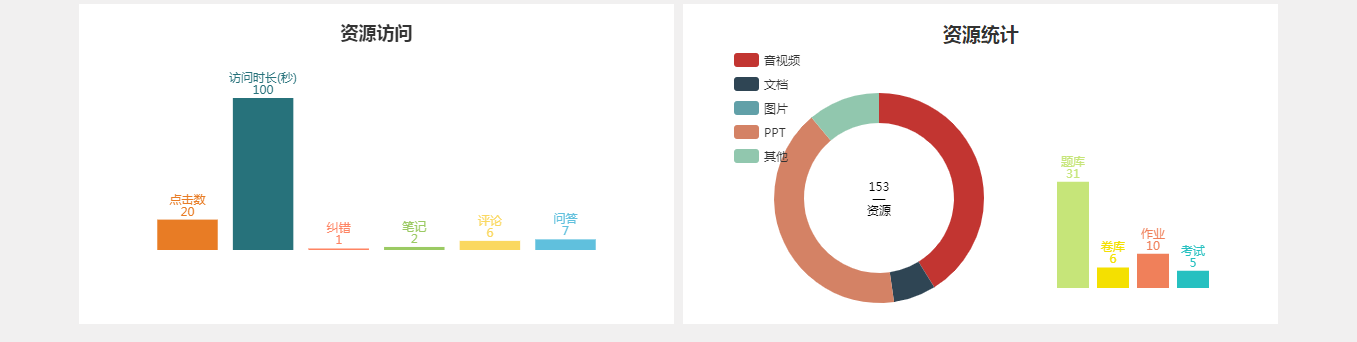 资源访问
访问时长(秒)
100
点击数
20
纠错
1
笔记
2
评论
6
问答
7
资源统计
音视频
文档
图片
PPT
其他
153
资源
题库
31
卷库
6
作业
10
考试
5